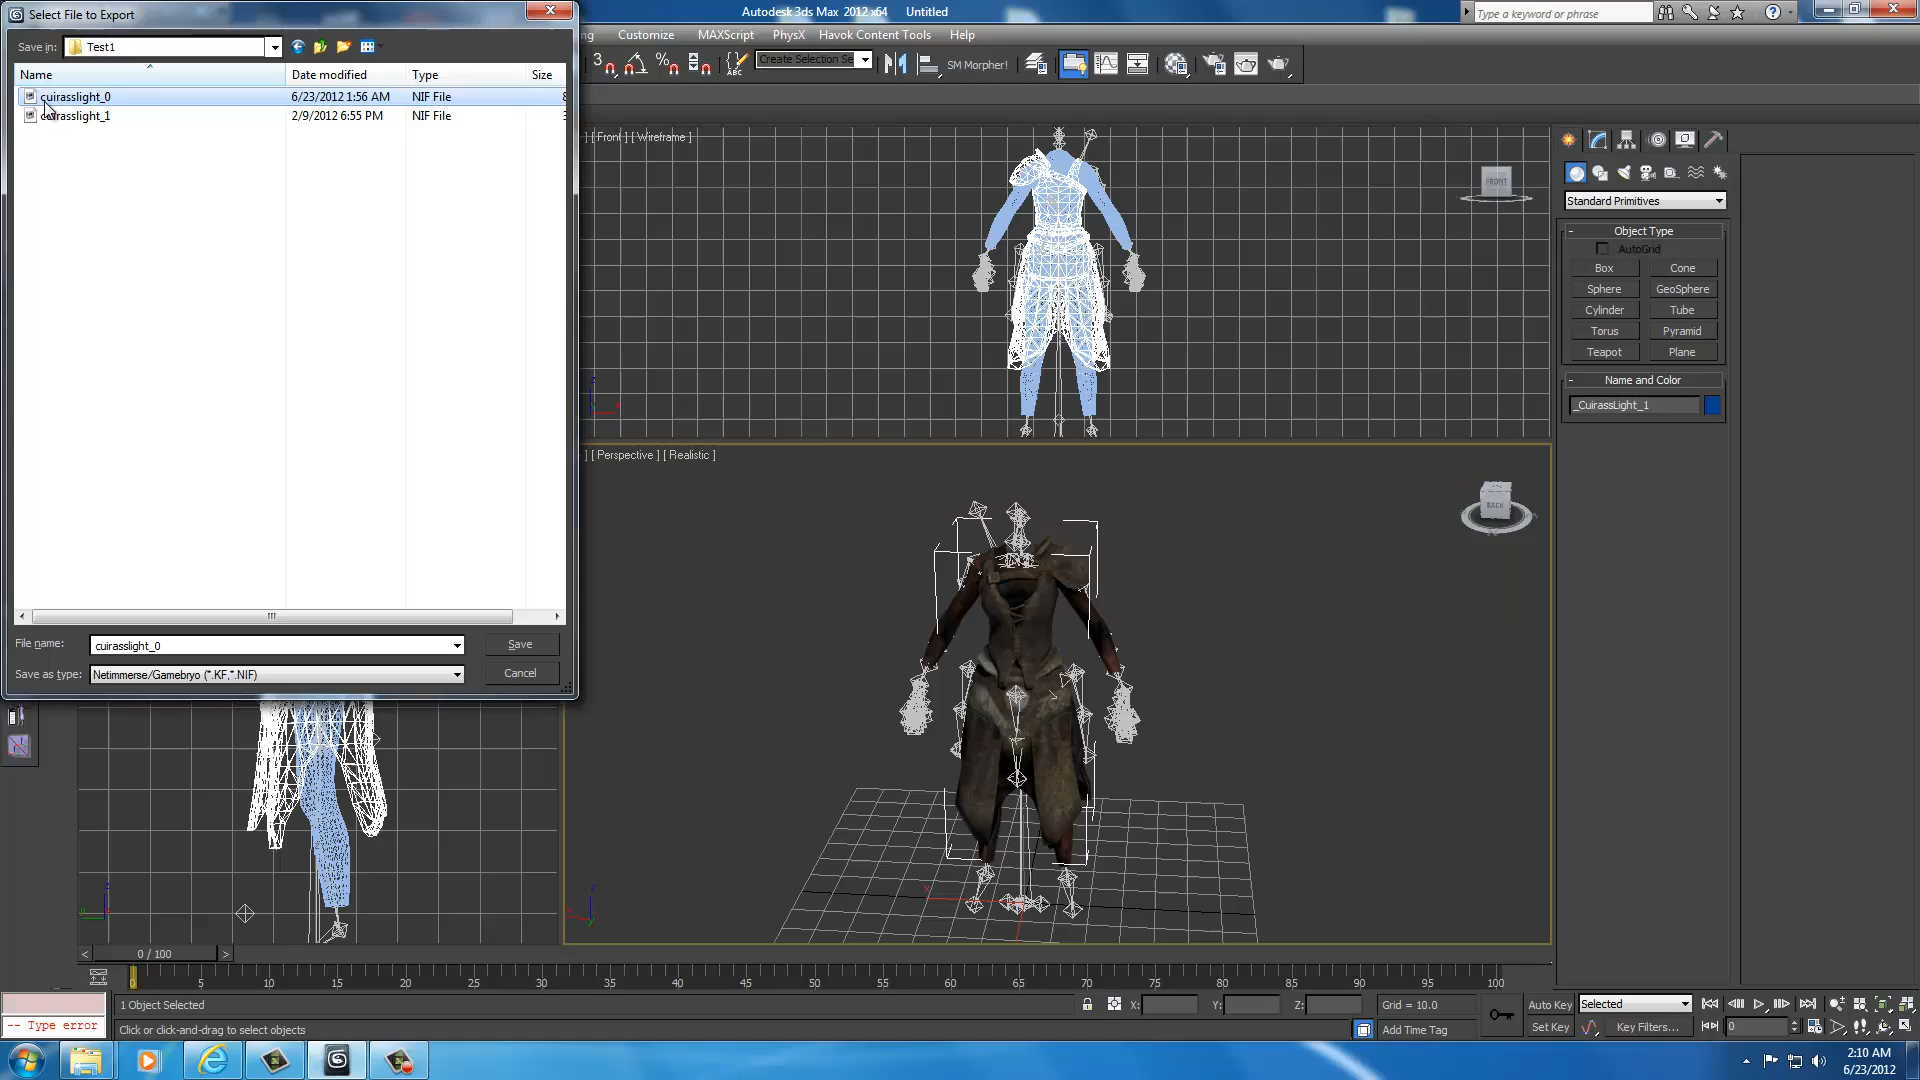 Select File to Export
Autodesk 3ds Max 2012 x64 Untitled
Type a keyword or phrase
Save in: Test1
Customize MAXScript PhysX Havok Content Tools Help
Create Selection Se
SM Morpher!
Name Date modified Type Size
cuirasslight_0 6/23/2012 1:56 AM NIF File
cuirasslight_1 2/9/2012 6:55 PM NIF File
] [ Front ] [ Wireframe ]
FRONT
Standard Primitives
Object Type
AutoGrid
Box Cone
Sphere GeoSphere
Cylinder Tube
Torus Pyramid
Teapot Plane
Name and Color
_CuirassLight_1
] [ Perspective ] [ Realistic ]
BACK
File name: cuirasslight_0 Save
Save as type: Netimmerse/Gamebryo (*.KF,*.NIF) Cancel
< 0 / 100 >
0 5 10 15 20 25 30 35 40 45 50 55 60 65 70 75 80 85 90 95 100
1 Object Selected X: Y: Z: Grid = 10.0 Auto Key Selected
-- Type error Click or click-and-drag to select objects Add Time Tag Set Key Key Filters... 0
2:10 AM
6/23/2012